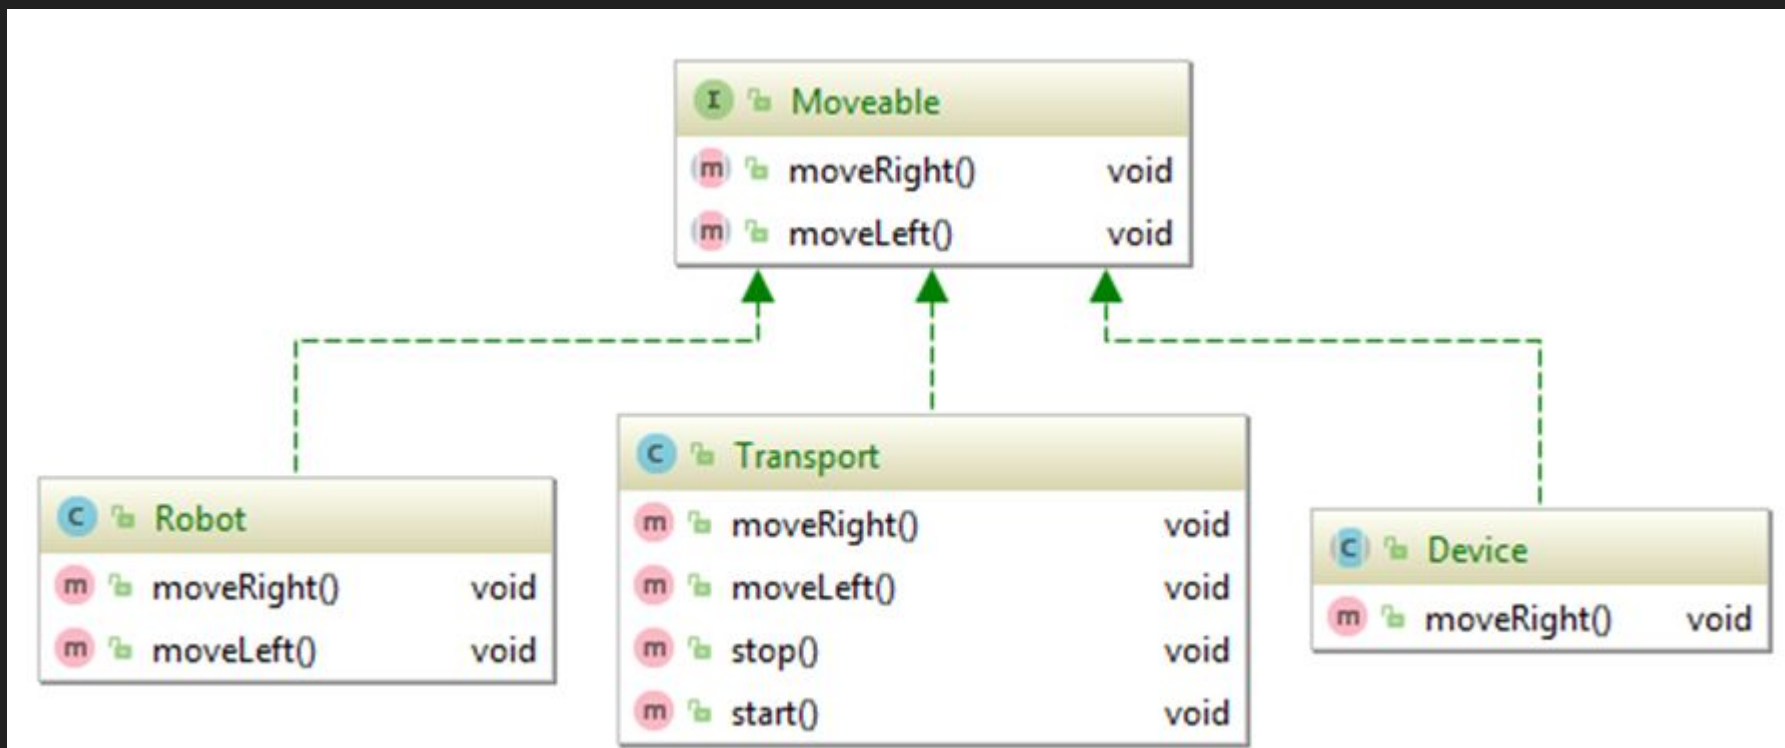 I Moveable
m moveRight() void
m moveLeft() void
C Robot
m moveRight() void
m moveLeft() void
C Transport
m moveRight() void
m moveLeft() void
m stop() void
m start() void
C Device
m moveRight() void